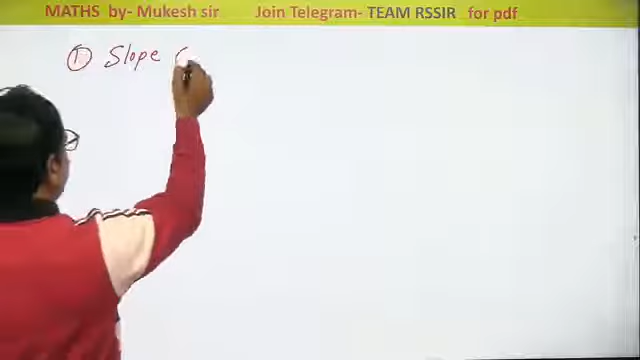 MATHS by- Mukesh sir Join Telegram- TEAM RSSIR for pdf
① Slope (